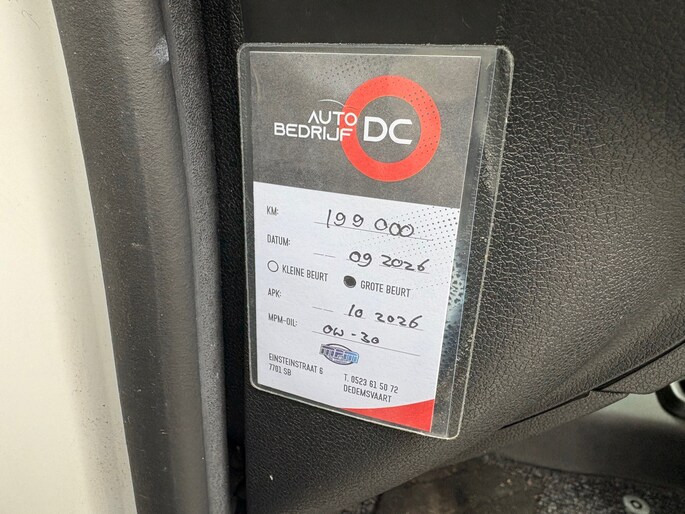 AUTO
BEDRIJF DC
KM: 199 000
DATUM: 09 2026
KLEINE BEURT GROTE BEURT
APK: 10 2026
MPM-OIL: 0W-30
EINSTEINSTRAAT 6 T. 0523 61 50 72
7701 SB DEDEMSVAART